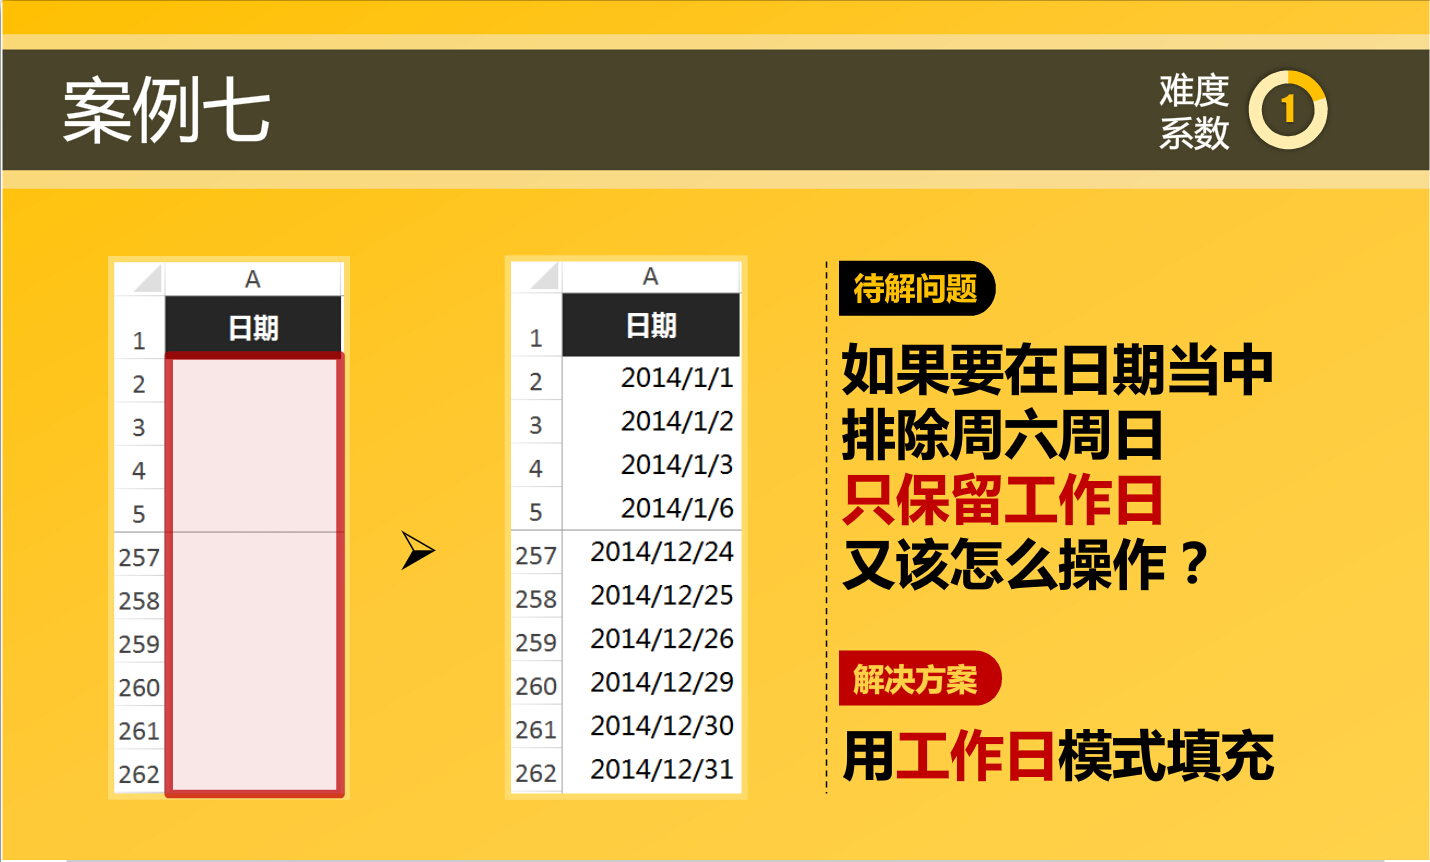 案例七
难度
系数
1
A
1 日期
2
3
4
5
257
258
259
260
261
262
A
1 日期
2 2014/1/1
3 2014/1/2
4 2014/1/3
5 2014/1/6
257 2014/12/24
258 2014/12/25
259 2014/12/26
260 2014/12/29
261 2014/12/30
262 2014/12/31
待解问题
如果要在日期当中
排除周六周日
只保留工作日
又该怎么操作？
解决方案
用工作日模式填充